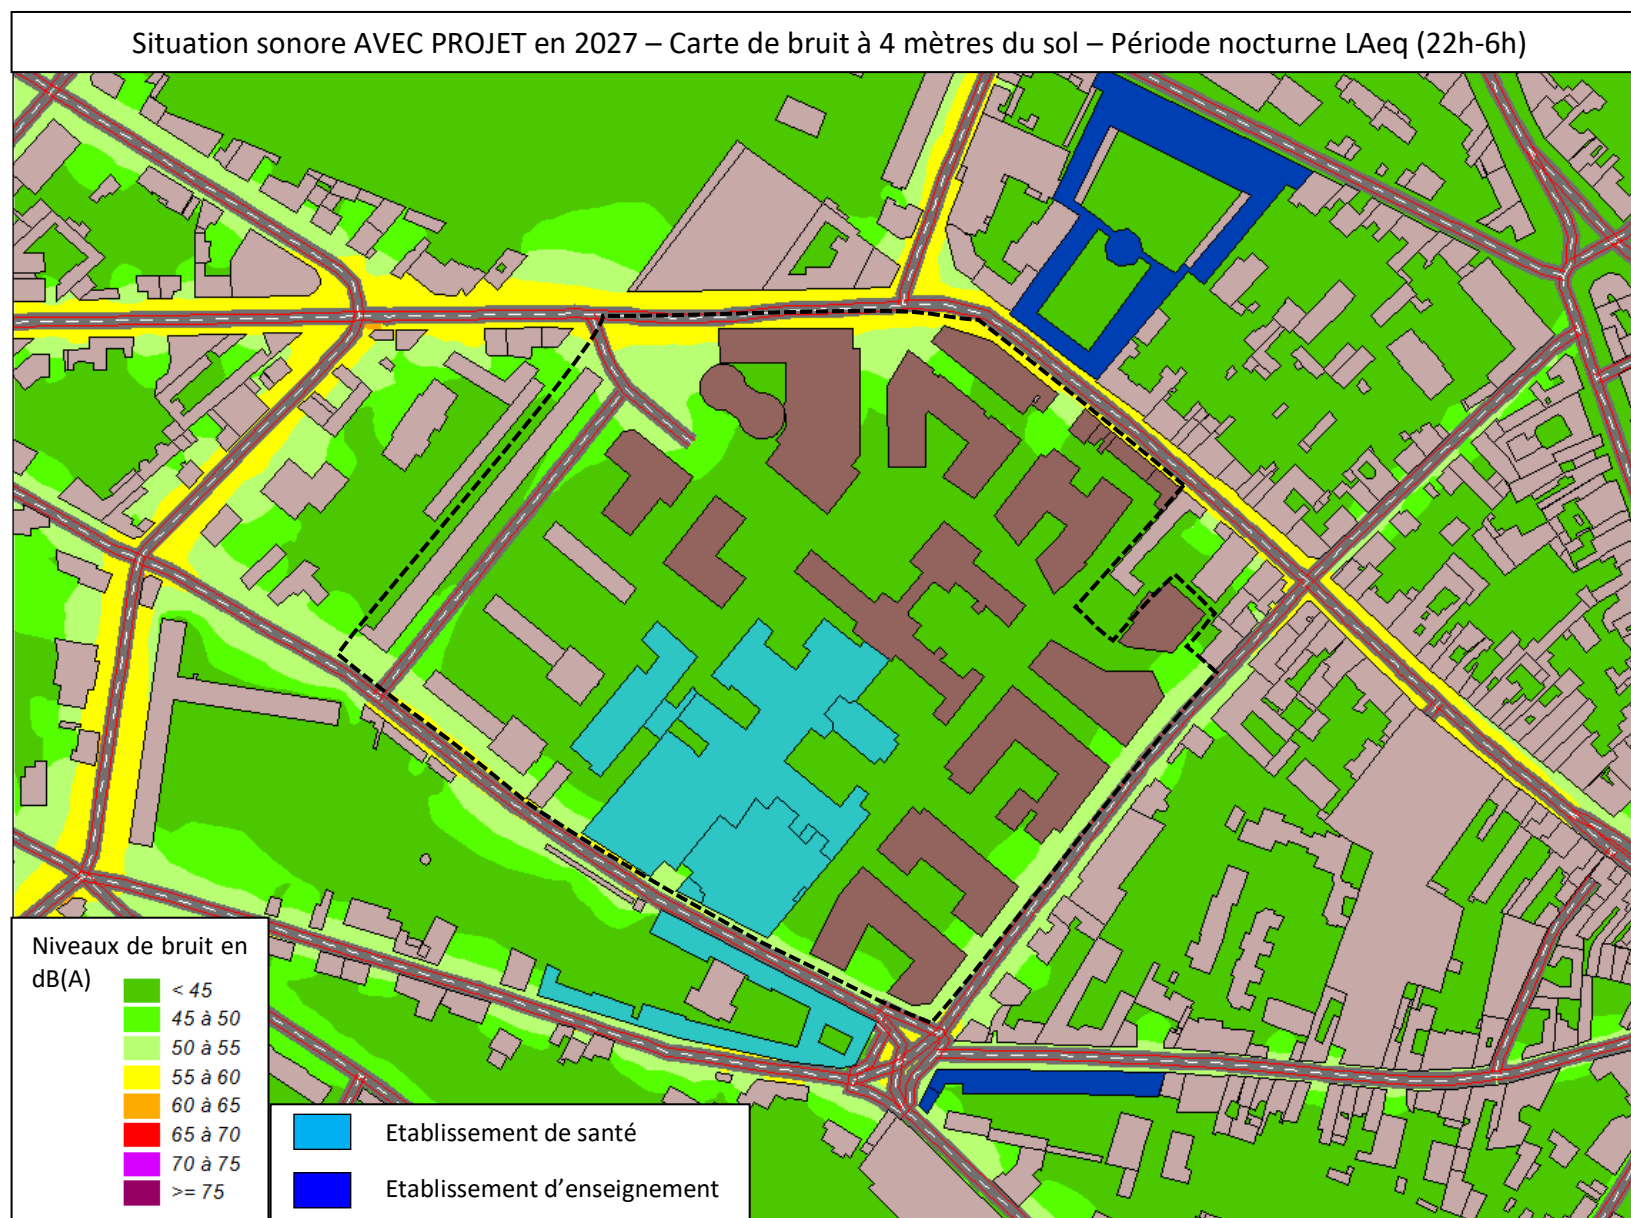 Situation sonore AVEC PROJET en 2027 – Carte de bruit à 4 mètres du sol – Période nocturne LAeq (22h-6h)
Niveaux de bruit en
dB(A)
< 45
45 à 50
50 à 55
55 à 60
60 à 65
65 à 70
70 à 75
>= 75
Etablissement de santé
Etablissement d’enseignement